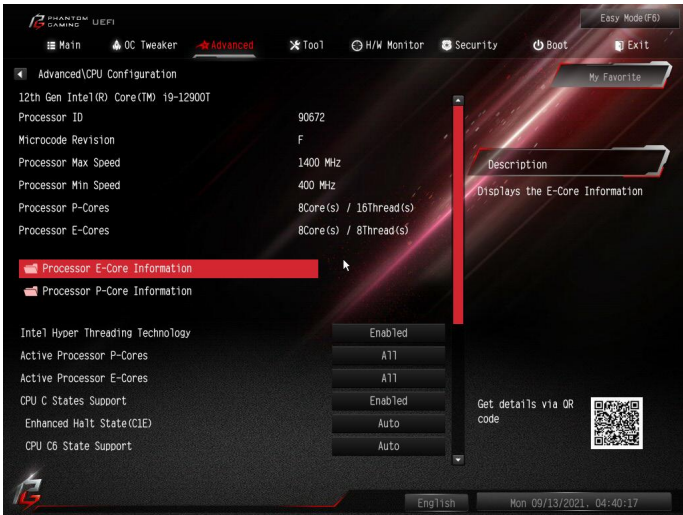 PHANTOM GAMING UEFI
Easy Mode(F6)
Main OC Tweaker Advanced Tool H/W Monitor Security Boot Exit
Advanced\CPU Configuration
My Favorite
12th Gen Intel(R) Core(TM) i9-12900T
Processor ID 90672
Microcode Revision F
Processor Max Speed 1400 MHz
Processor Min Speed 400 MHz
Processor P-Cores 8Core(s) / 16Thread(s)
Processor E-Cores 8Core(s) / 8Thread(s)
Processor E-Core Information
Processor P-Core Information
Intel Hyper Threading Technology Enabled
Active Processor P-Cores All
Active Processor E-Cores All
CPU C States Support Enabled
Enhanced Halt State(C1E) Auto
CPU C6 State Support Auto
Description
Displays the E-Core Information
Get details via QR
code
English
Mon 09/13/2021. 04:40:17